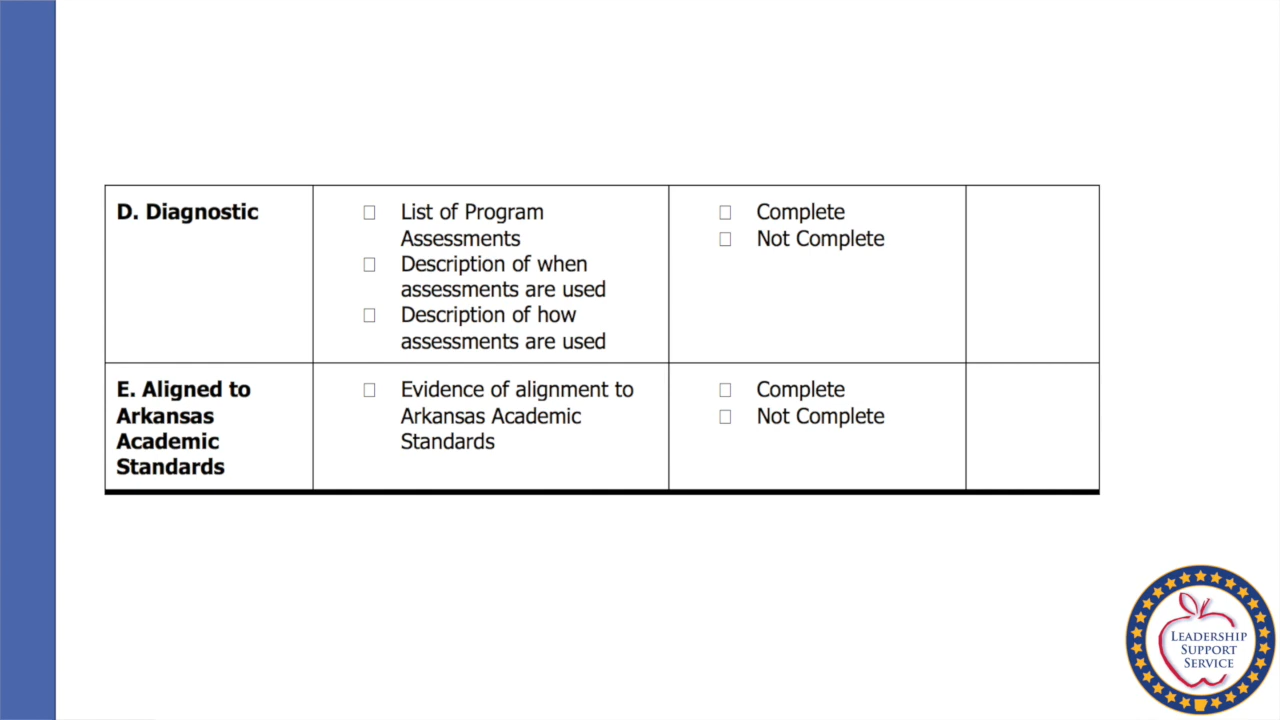 D. Diagnostic
☐ List of Program
Assessments
☐ Description of when
assessments are used
☐ Description of how
assessments are used
☐ Complete
☐ Not Complete
E. Aligned to
Arkansas
Academic
Standards
☐ Evidence of alignment to
Arkansas Academic
Standards
☐ Complete
☐ Not Complete
LEADERSHIP
SUPPORT
SERVICE